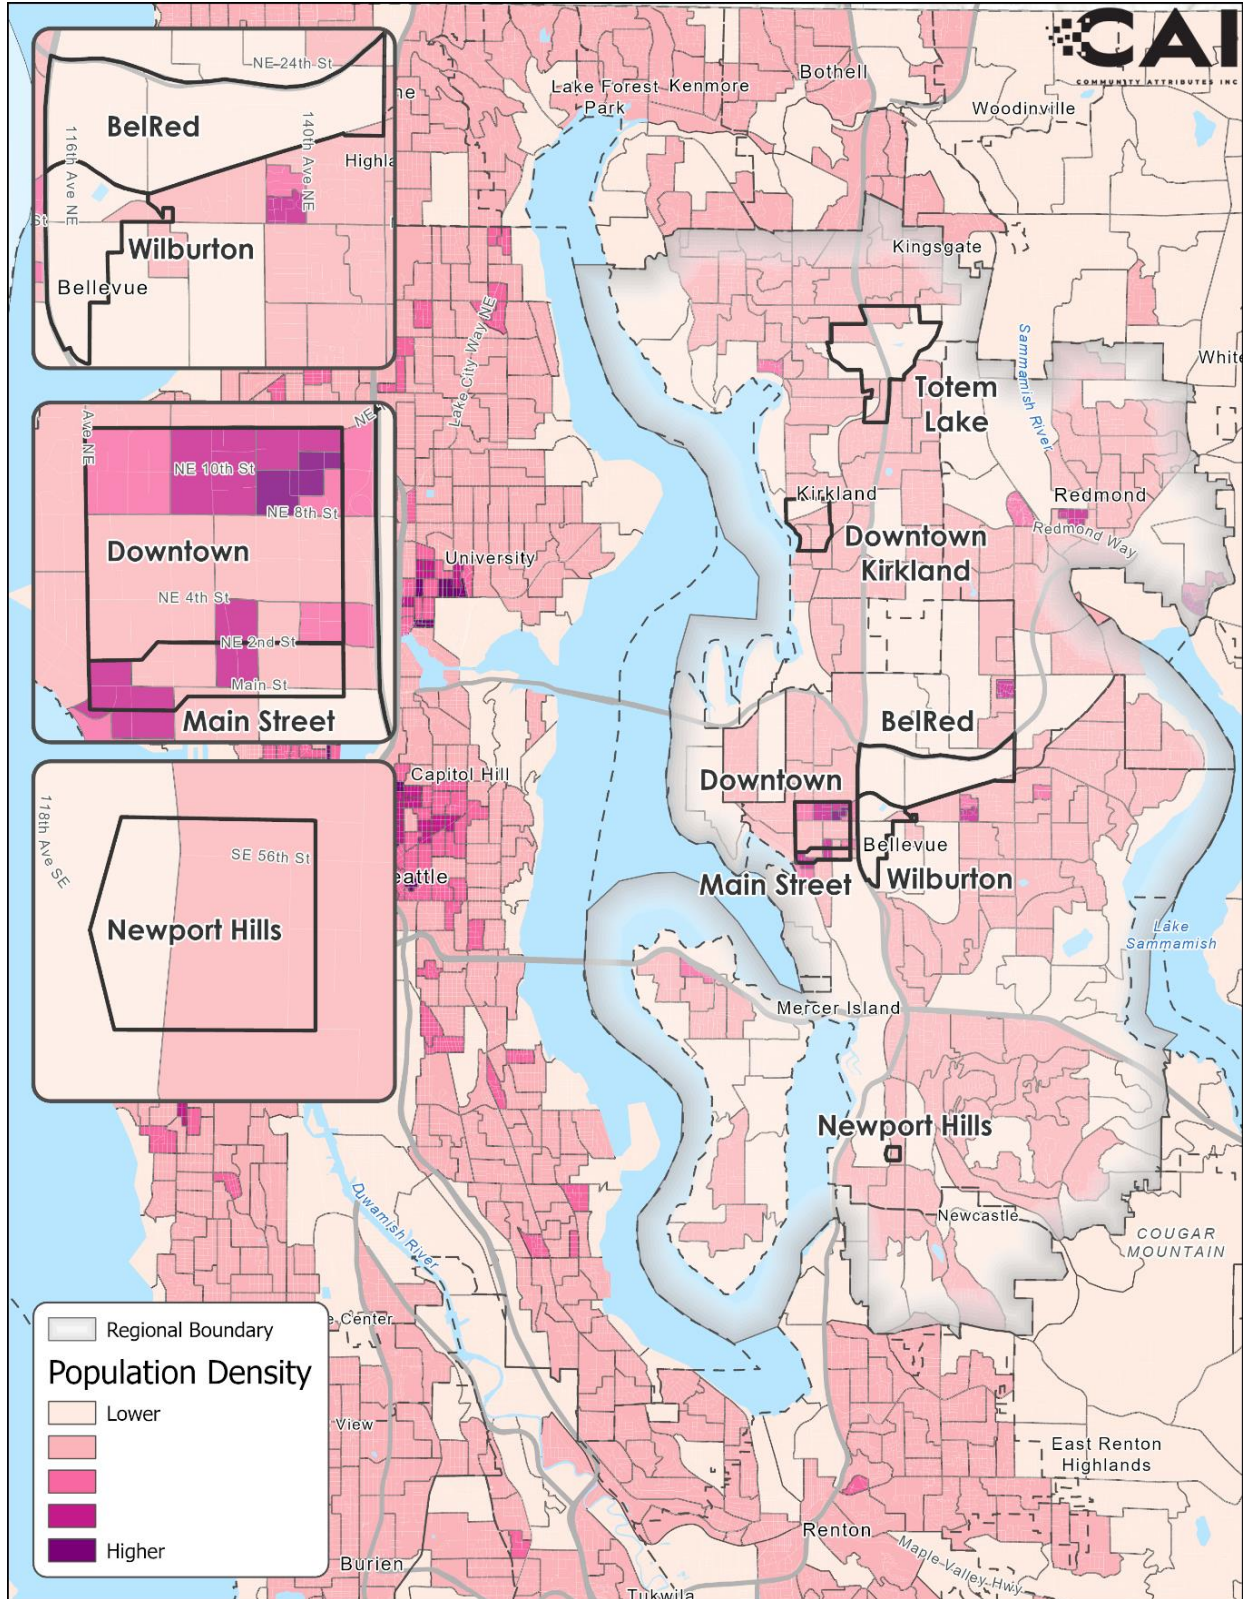 CAI
COMMUNITY ATTRIBUTES INC
NE 24th St
BelRed
116th Ave NE
140th Ave NE
Highla
St
Wilburton
Bellevue
ne
Lake Forest
Park
Kenmore
Bothell
Woodinville
Kingsgate
Lake City Way NE
Sammamish River
White
Totem
Lake
Ave NE
NE
NE 10th St
NE 8th St
Downtown
NE 4th St
NE 2nd St
Main St
Main Street
Kirkland
Redmond
Redmond Way
Downtown
Kirkland
University
BelRed
Capitol Hill
Downtown
Bellevue
eattle
Main Street
Wilburton
118th Ave SE
SE 56th St
Newport Hills
Lake
Sammamish
Mercer Island
Newport Hills
Duwamish River
Newcastle
COUGAR
MOUNTAIN
Regional Boundary
Population Density
Lower
Higher
e Center
View
East Renton
Highlands
Renton
Maple Valley Hwy
Burien
Tukwila